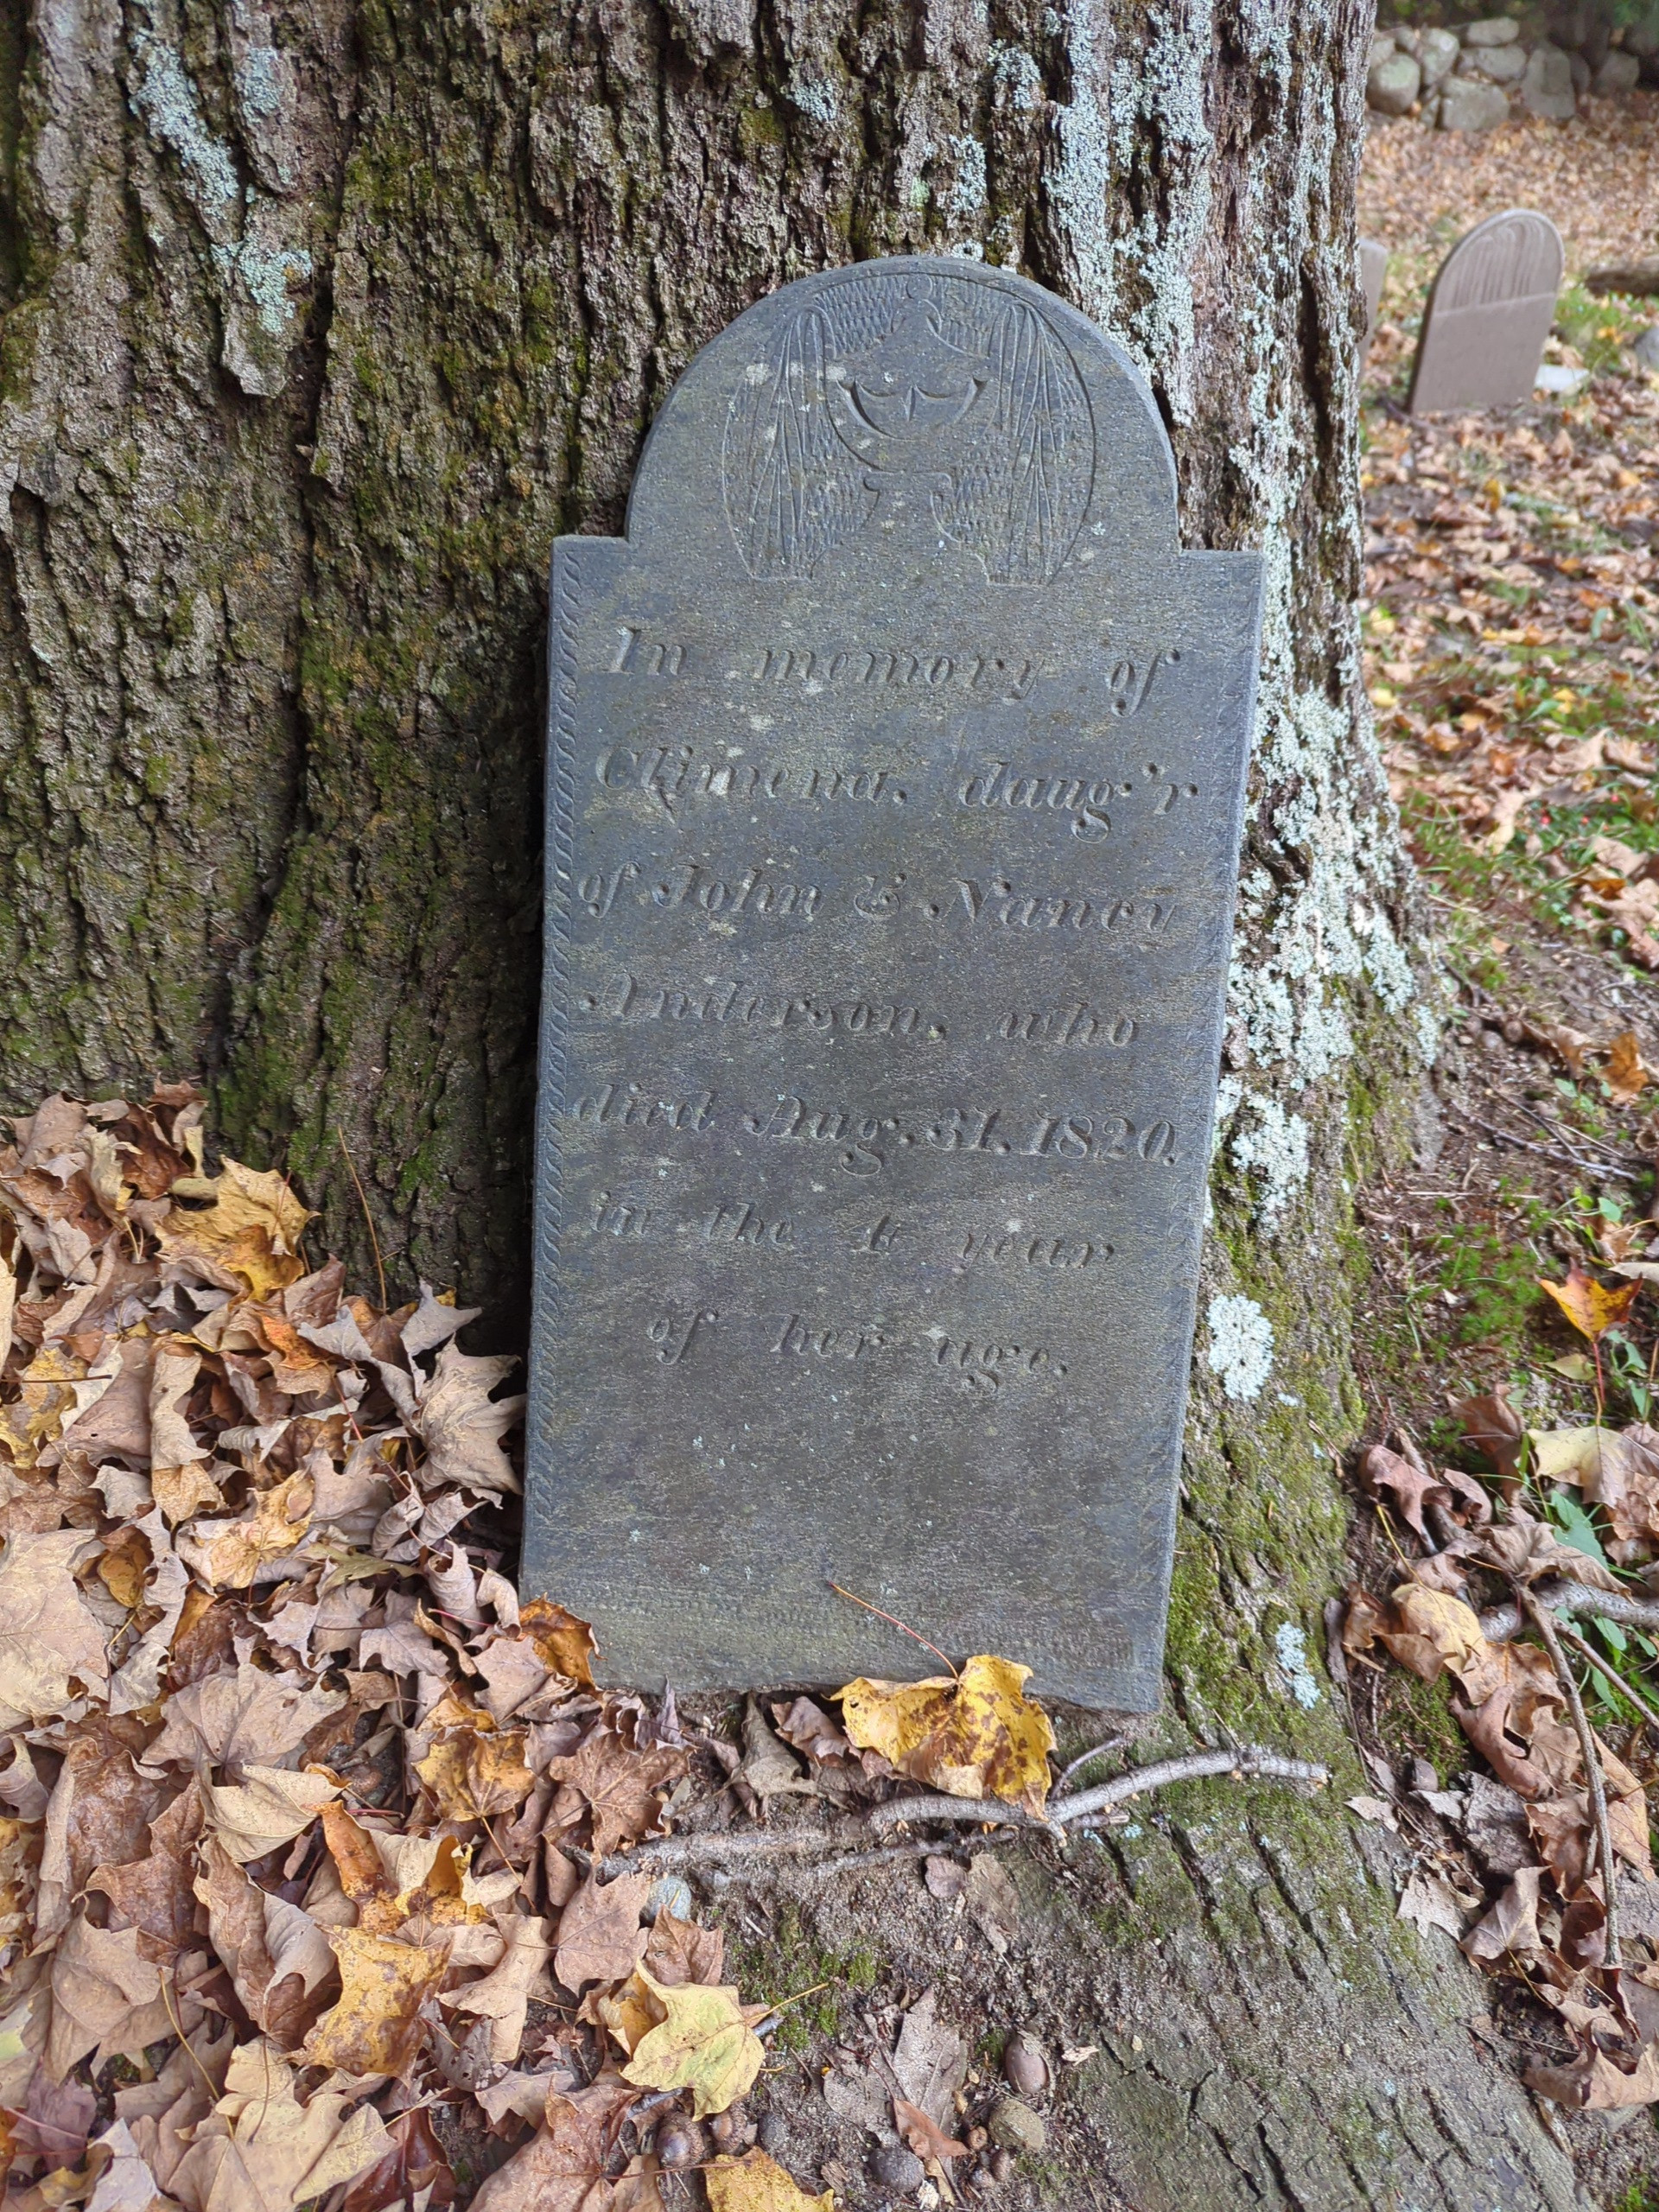 In memory of
Climena, daug'r
of John & Nancy
Anderson, who
died Aug. 31. 1820.
in the 4 year
of her age.